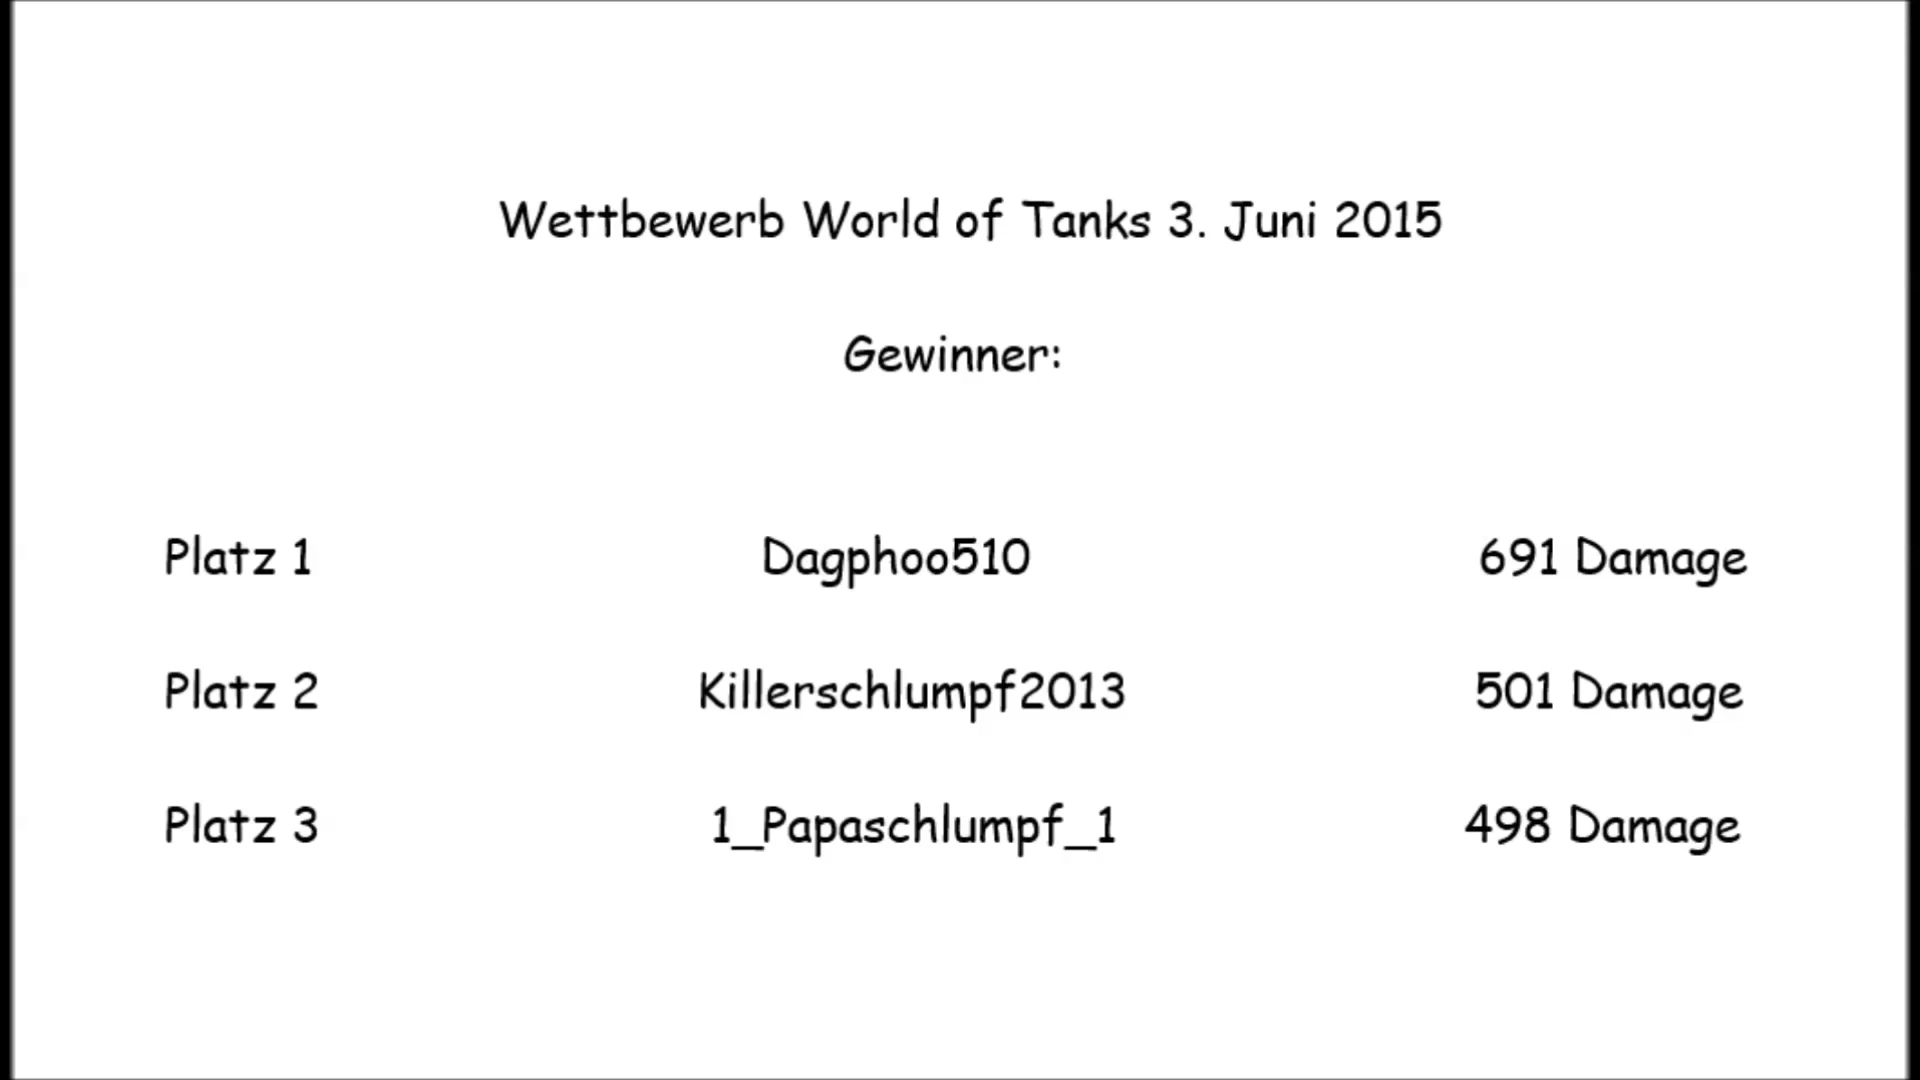 Wettbewerb World of Tanks 3. Juni 2015
Gewinner:
Platz 1 Dagphoo510 691 Damage
Platz 2 Killerschlumpf2013 501 Damage
Platz 3 1_Papaschlumpf_1 498 Damage